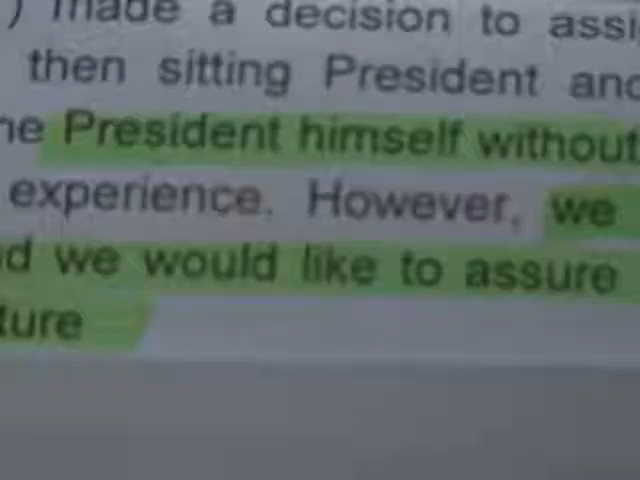 ) made a decision to assi
then sitting President and
he President himself without
experience. However, we
nd we would like to assure
ture